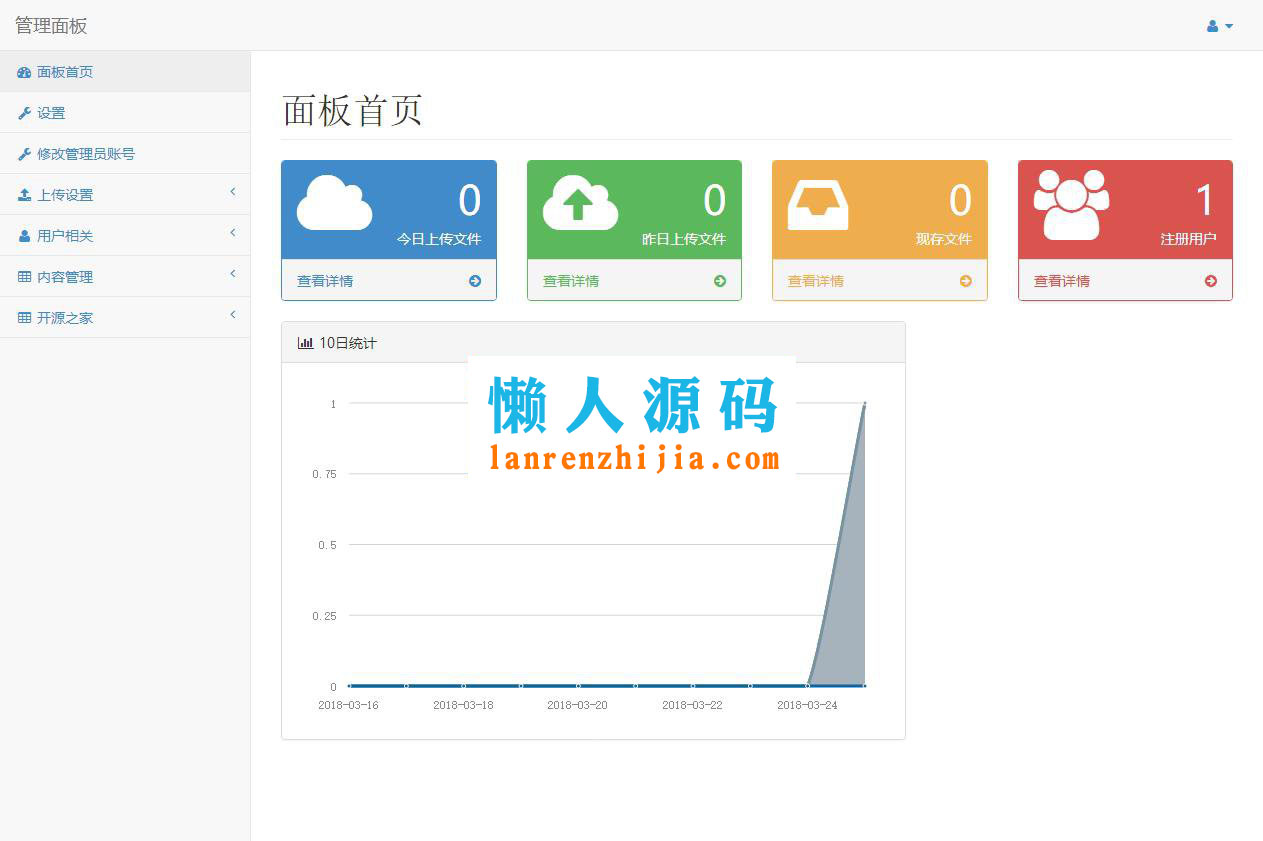 管理面板
面板首页
设置
修改管理员账号
上传设置
用户相关
内容管理
开源之家
面板首页
0
今日上传文件
查看详情
0
昨日上传文件
查看详情
0
现存文件
查看详情
1
注册用户
查看详情
10日统计
懒人源码
lanrenzhijia.com
1
0.75
0.5
0.25
0
2018-03-16 2018-03-18 2018-03-20 2018-03-22 2018-03-24